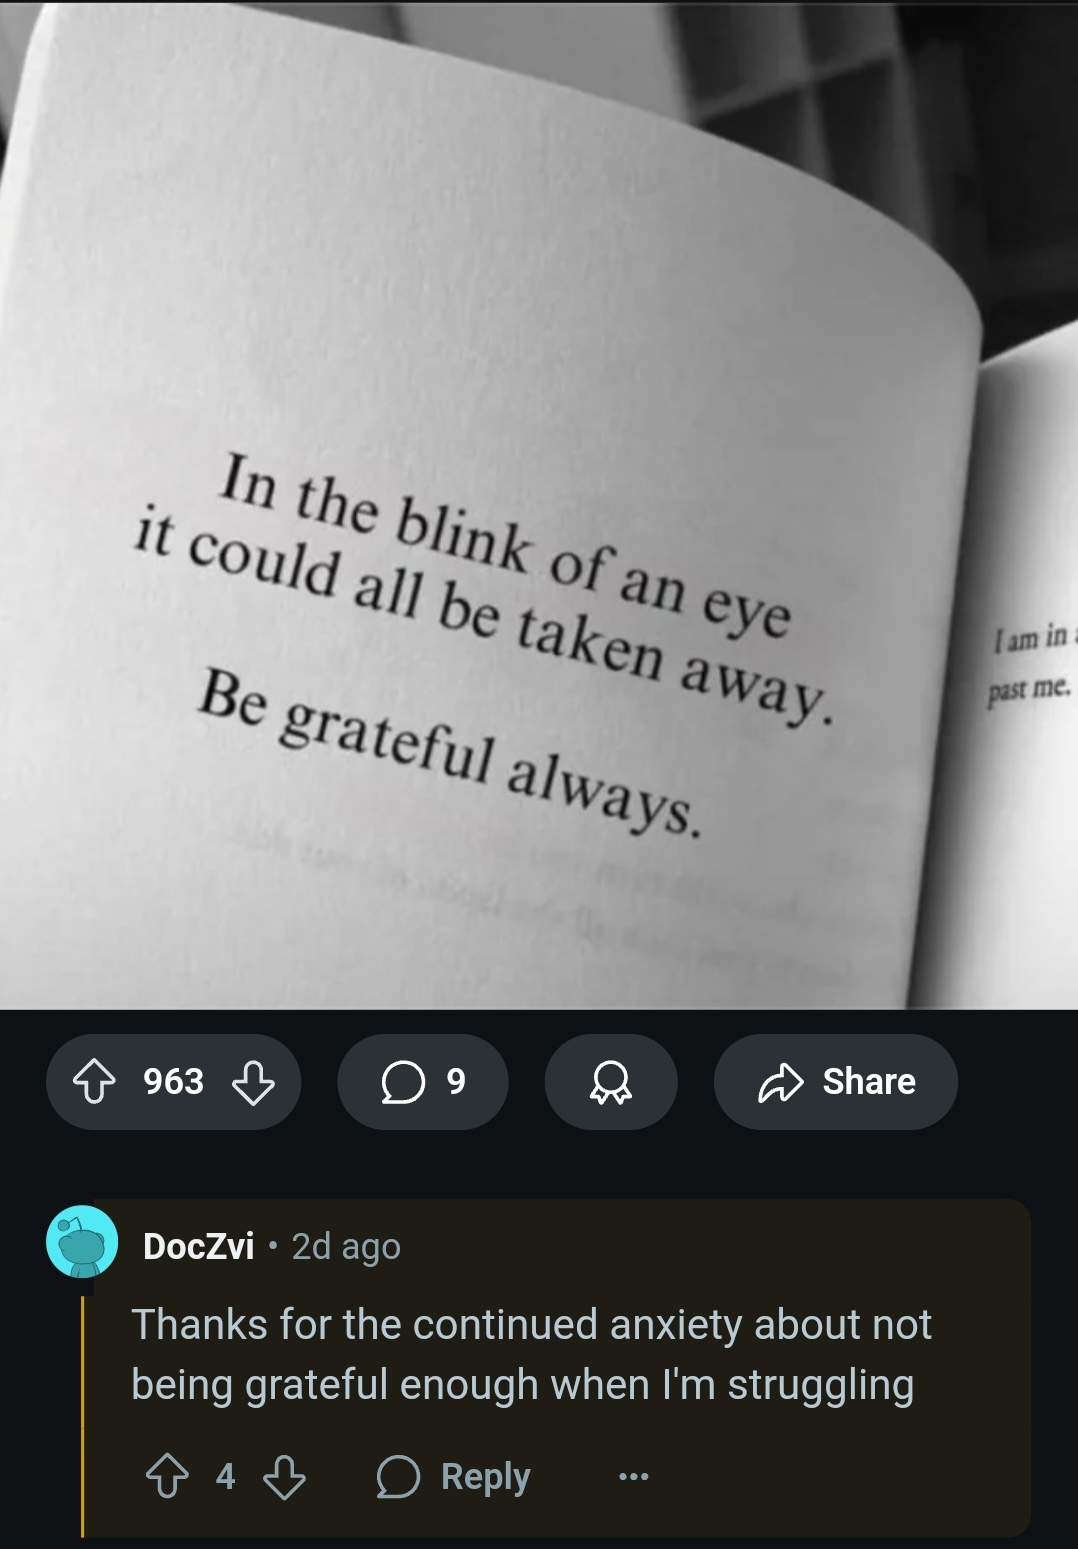 In the blink of an eye
it could all be taken away.
Be grateful always.
I am in
past me.
963
9
Share
DocZvi • 2d ago
Thanks for the continued anxiety about not
being grateful enough when I'm struggling
4
Reply